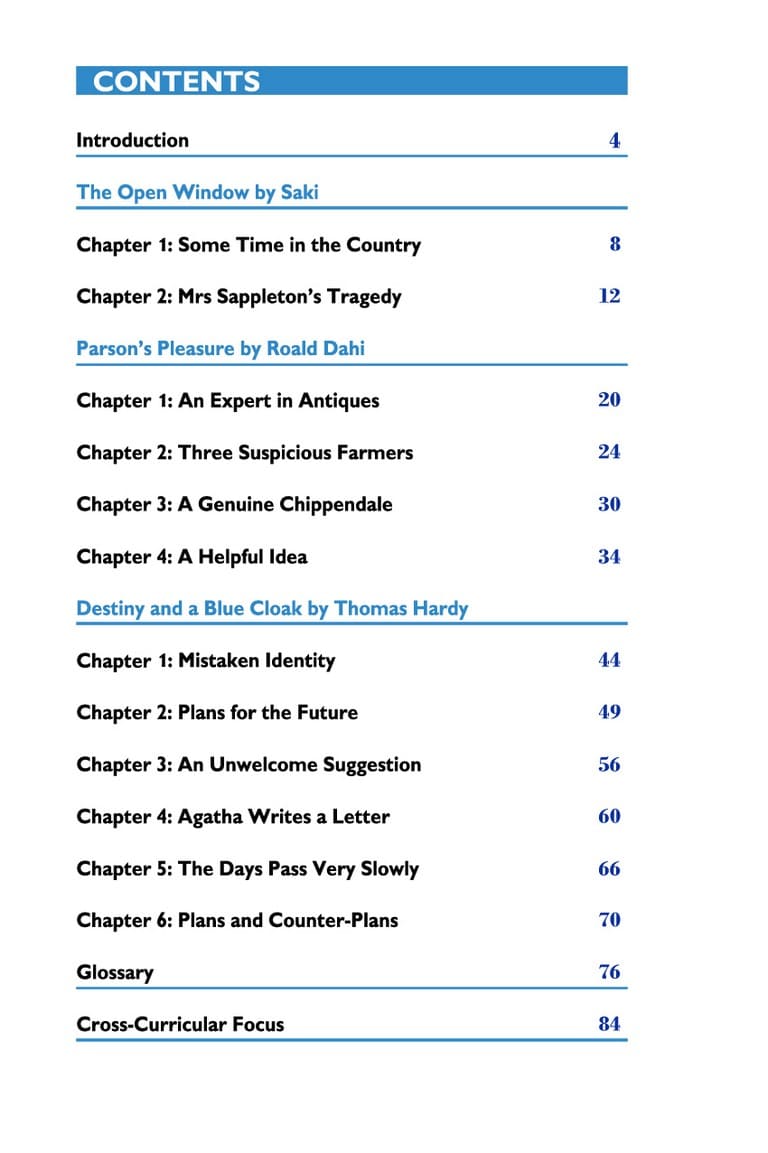 CONTENTS
Introduction 4
The Open Window by Saki
Chapter 1: Some Time in the Country 8
Chapter 2: Mrs Sappleton's Tragedy 12
Parson's Pleasure by Roald Dahi
Chapter 1: An Expert in Antiques 20
Chapter 2: Three Suspicious Farmers 24
Chapter 3: A Genuine Chippendale 30
Chapter 4: A Helpful Idea 34
Destiny and a Blue Cloak by Thomas Hardy
Chapter 1: Mistaken Identity 44
Chapter 2: Plans for the Future 49
Chapter 3: An Unwelcome Suggestion 56
Chapter 4: Agatha Writes a Letter 60
Chapter 5: The Days Pass Very Slowly 66
Chapter 6: Plans and Counter-Plans 70
Glossary 76
Cross-Curricular Focus 84